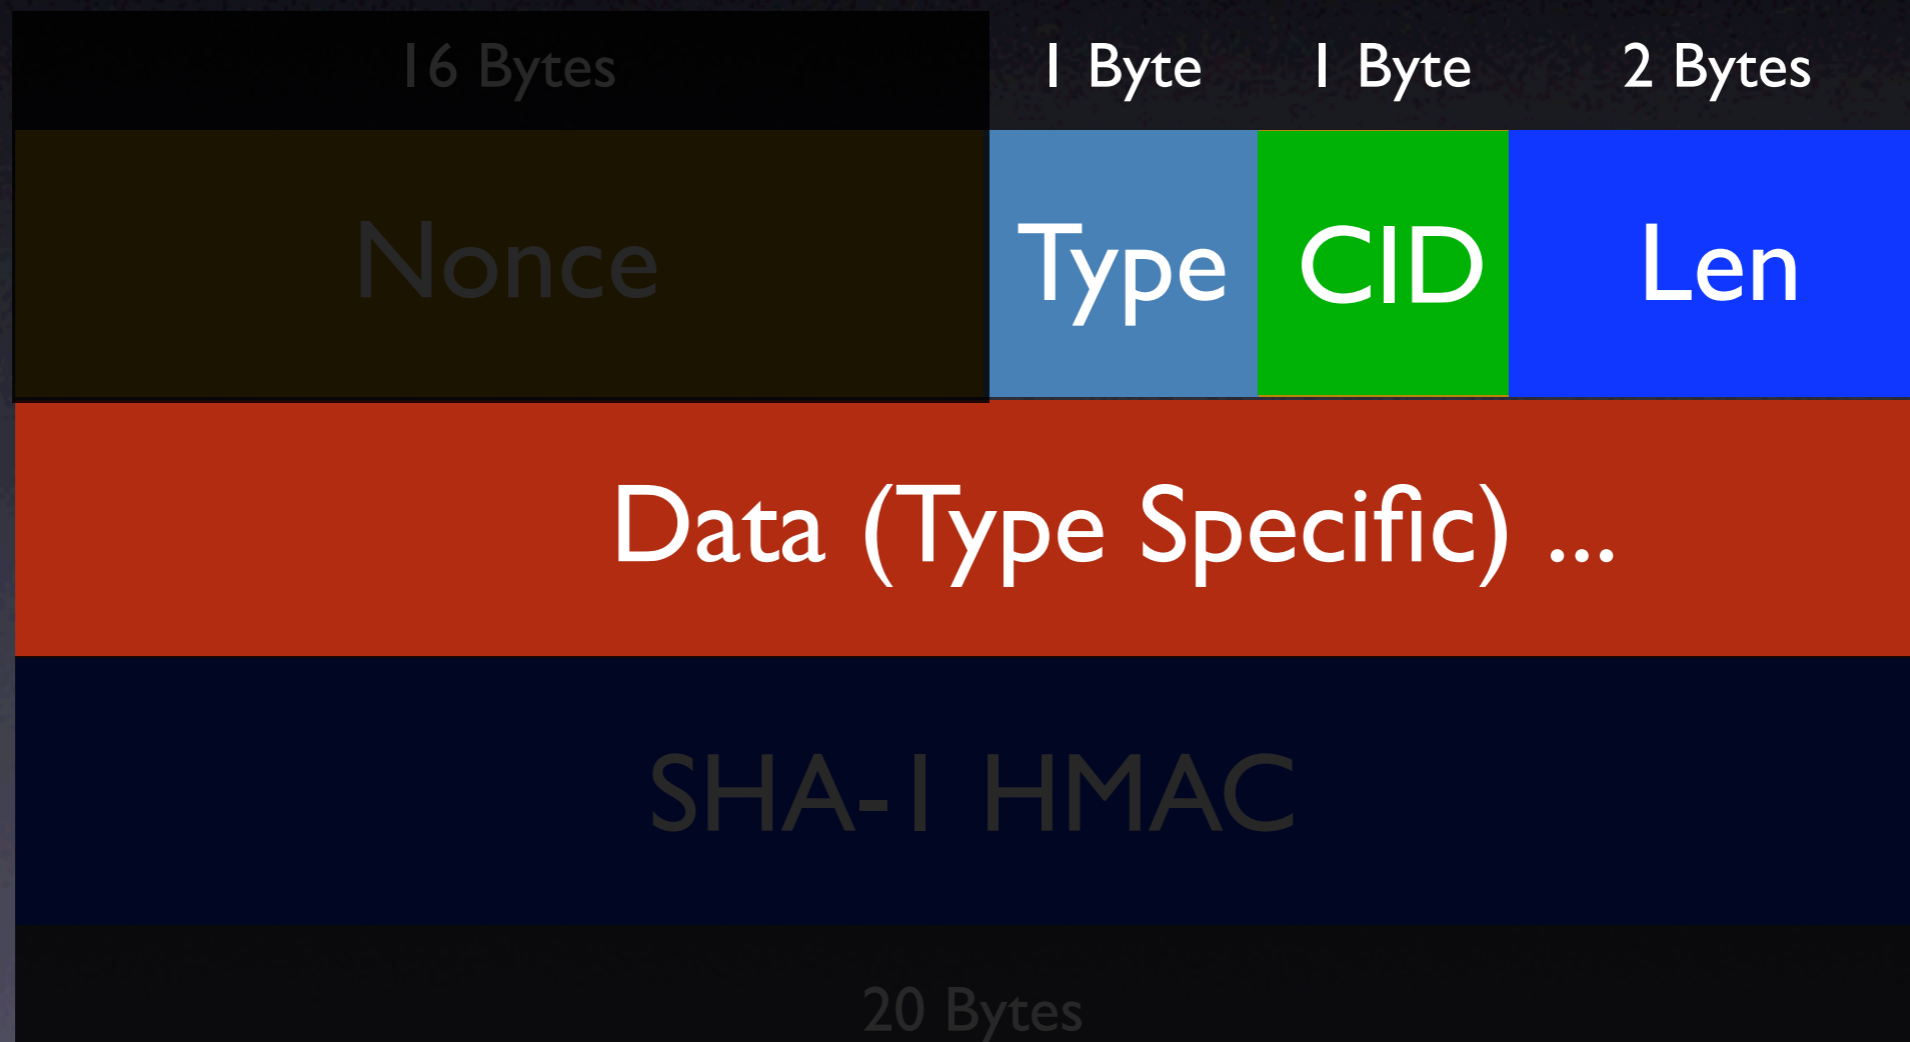 16 Bytes 1 Byte 1 Byte 2 Bytes
Nonce Type CID Len
Data (Type Specific) ...
SHA-1 HMAC
20 Bytes